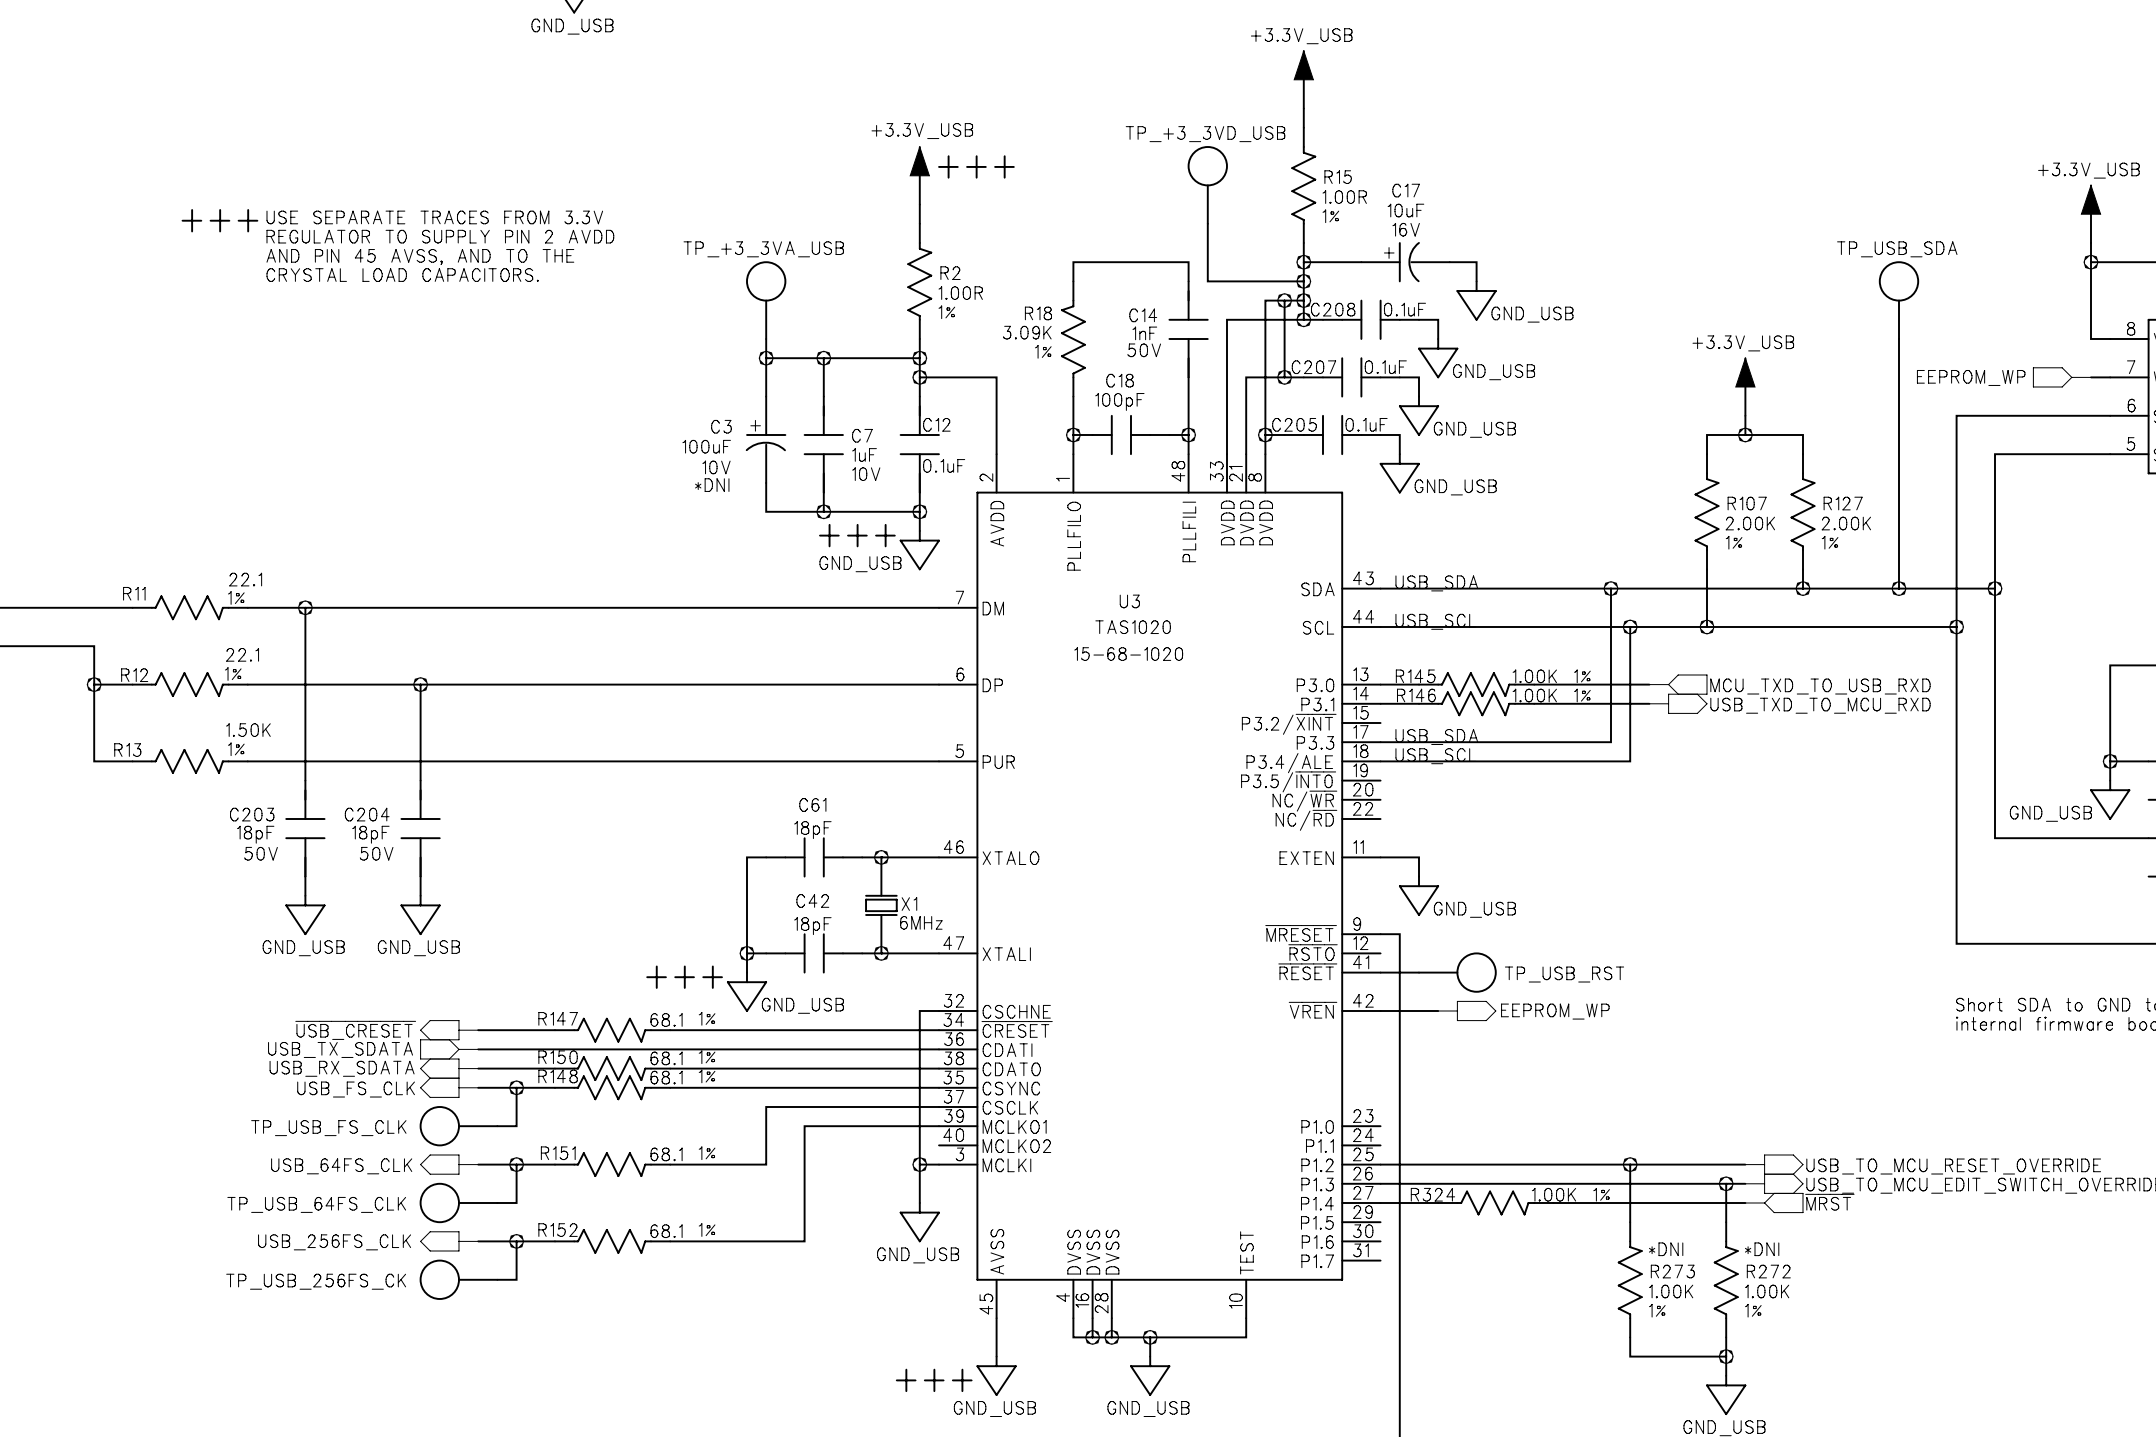 GND_USB
+3.3V_USB
+3.3V_USB
+++
TP_+3_3VD_USB
R15
1.00R
1%
C17
10uF
16V
+
GND_USB
+3.3V_USB
+++ USE SEPARATE TRACES FROM 3.3V
REGULATOR TO SUPPLY PIN 2 AVDD
AND PIN 45 AVSS, AND TO THE
CRYSTAL LOAD CAPACITORS.
TP_+3_3VA_USB
R2
1.00R
1%
R18
3.09K
1%
C14
1nF
50V
C18
100pF
C208 0.1uF
GND_USB
C207 0.1uF
GND_USB
C205 0.1uF
GND_USB
TP_USB_SDA
+3.3V_USB
EEPROM_WP
8
7
6
5
C3 +
100uF
10V
*DNI
C7
1uF
10V
C12
0.1uF
+++
GND_USB
R107
2.00K
1%
R127
2.00K
1%
2
1
48
33
21
8
AVDD
PLLFILO
PLLFILI
DVDD
DVDD
DVDD
U3
TAS1020
15-68-1020
R11 22.1
1%
7 DM
R12 22.1
1%
6 DP
R13 1.50K
1%
5 PUR
C203
18pF
50V
GND_USB
C204
18pF
50V
GND_USB
C61
18pF
46 XTALO
C42
18pF
X1
6MHz
47 XTALI
+++
GND_USB
32 CSCHNE
USB_CRESET R147 68.1 1% 34 CRESET
USB_TX_SDATA 36 CDATI
USB_RX_SDATA R150 68.1 1% 38 CDATO
USB_FS_CLK R148 68.1 1% 35 CSYNC
37 CSCLK
TP_USB_FS_CLK 39 MCLKO1
40 MCLKO2
USB_64FS_CLK R151 68.1 1% 3 MCLKI
TP_USB_64FS_CLK
USB_256FS_CLK R152 68.1 1%
GND_USB
TP_USB_256FS_CK
SDA 43 USB_SDA
SCL 44 USB_SCL
P3.0 13 R145 1.00K 1% MCU_TXD_TO_USB_RXD
P3.1 14 R146 1.00K 1% USB_TXD_TO_MCU_RXD
P3.2/XINT 15
P3.3 17 USB_SDA
P3.4/ALE 18 USB_SCL
P3.5/INTO 19
NC/WR 20
NC/RD 22
GND_USB
EXTEN 11
GND_USB
MRESET 9
RSTO 12
RESET 41 TP_USB_RST
VREN 42 EEPROM_WP
Short SDA to GND
internal firmware
P1.0 23
P1.1 24
P1.2 25 USB_TO_MCU_RESET_OVERRIDE
P1.3 26 USB_TO_MCU_EDIT_SWITCH_OVERRIDE
P1.4 27 R324 1.00K 1% MRST
P1.5 29
P1.6 30
P1.7 31
*DNI
R273
1.00K
1%
*DNI
R272
1.00K
1%
GND_USB
AVSS
DVSS
DVSS
DVSS
TEST
45
4
16
28
10
+++
GND_USB
GND_USB